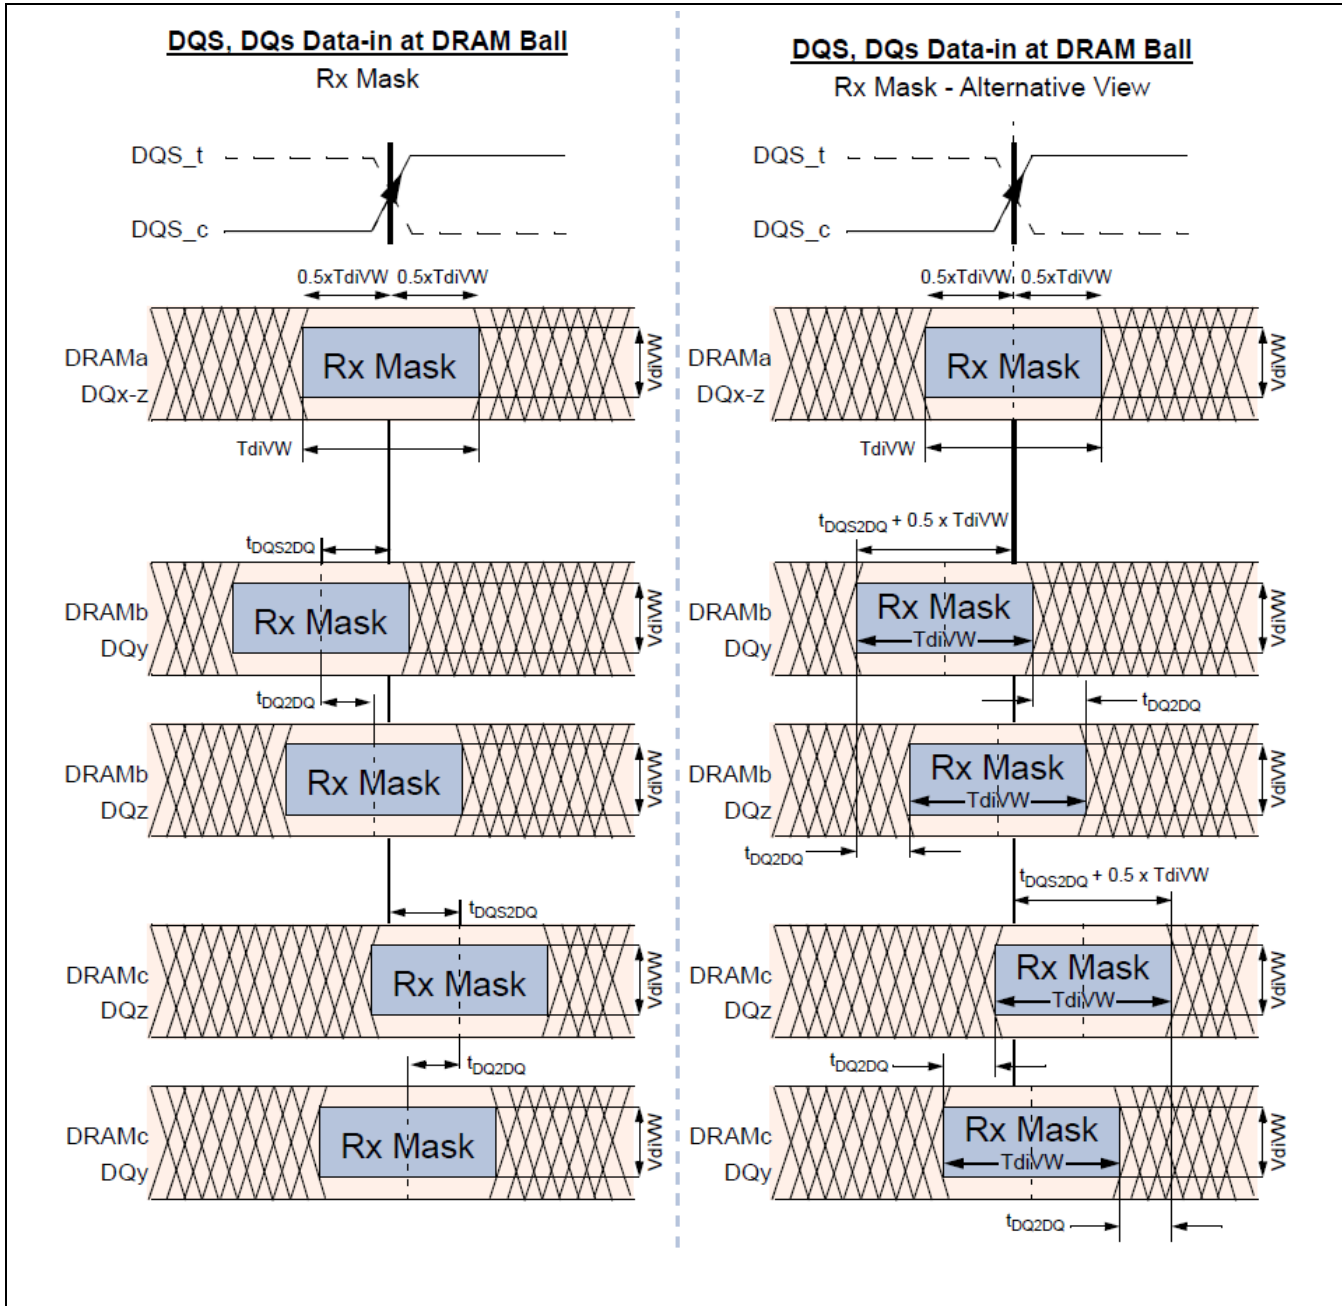 DQS, DQs Data-in at DRAM Ball
Rx Mask
DQS_t
DQS_c
0.5xTdiVW 0.5xTdiVW
DRAMa
DQx-z
Rx Mask
VdiVW
TdiVW
tDQS2DQ
DRAMb
DQy
Rx Mask
VdiVW
tDQ2DQ
DRAMb
DQz
Rx Mask
VdiVW
tDQS2DQ
DRAMc
DQz
Rx Mask
VdiVW
tDQ2DQ
DRAMc
DQy
Rx Mask
VdiVW
DQS, DQs Data-in at DRAM Ball
Rx Mask - Alternative View
DQS_t
DQS_c
0.5xTdiVW 0.5xTdiVW
DRAMa
DQx-z
Rx Mask
VdiVW
TdiVW
tDQS2DQ + 0.5 x TdiVW
DRAMb
DQy
Rx Mask
TdiVW
VdiVW
tDQ2DQ
DRAMb
DQz
Rx Mask
TdiVW
VdiVW
tDQ2DQ
tDQS2DQ + 0.5 x TdiVW
DRAMc
DQz
Rx Mask
TdiVW
VdiVW
tDQ2DQ
DRAMc
DQy
Rx Mask
TdiVW
VdiVW
tDQ2DQ